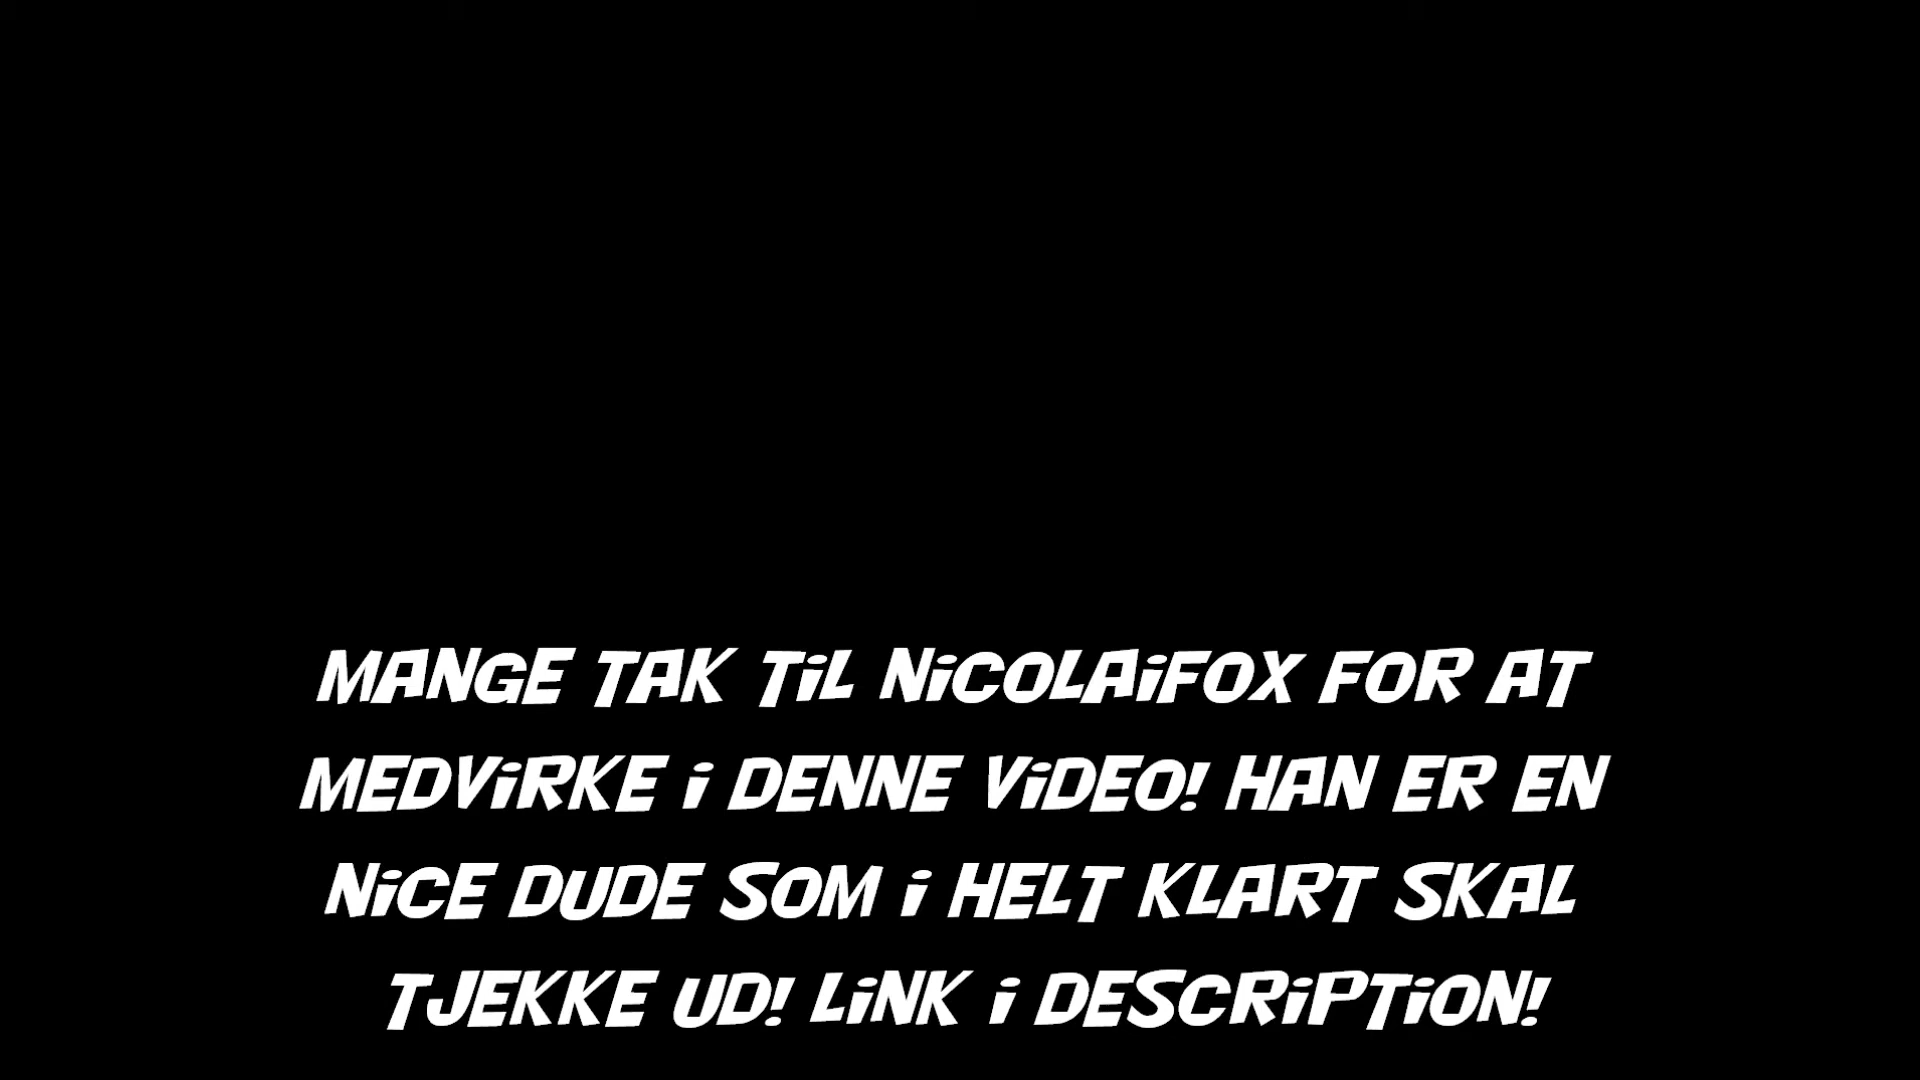 MANGE TAK TiL NiCOLAiFOX FOR AT
MEDViRKE i DENNE ViDEO! HAN ER EN
NiCE DUDE SOM i HELT KLART SKAL
TJEKKE UD! LiNK i DESCRiPTiON!